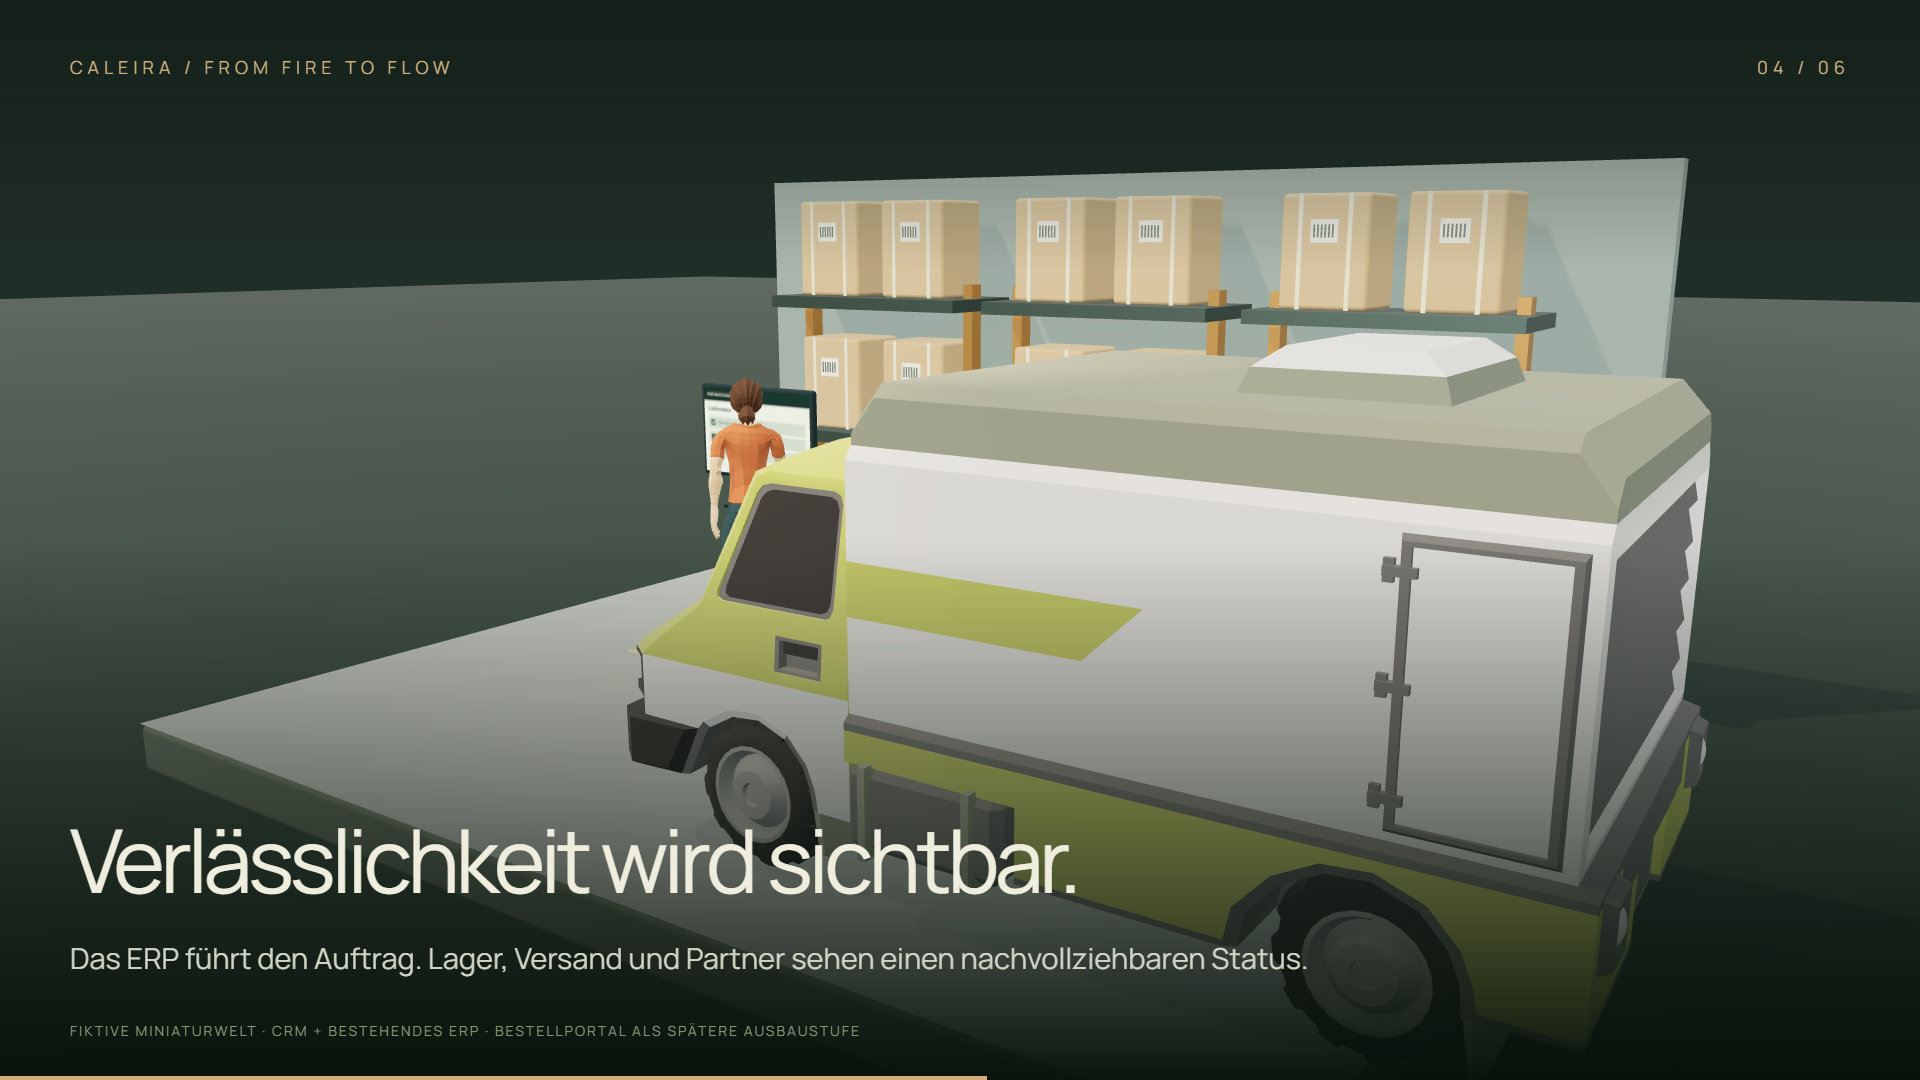 CALEIRA / FROM FIRE TO FLOW
04 / 06
Verlässlichkeit wird sichtbar.
Das ERP führt den Auftrag. Lager, Versand und Partner sehen einen nachvollziehbaren Status.
FIKTIVE MINIATURWELT · CRM + BESTEHENDES ERP · BESTELLPORTAL ALS SPÄTERE AUSBAUSTUFE